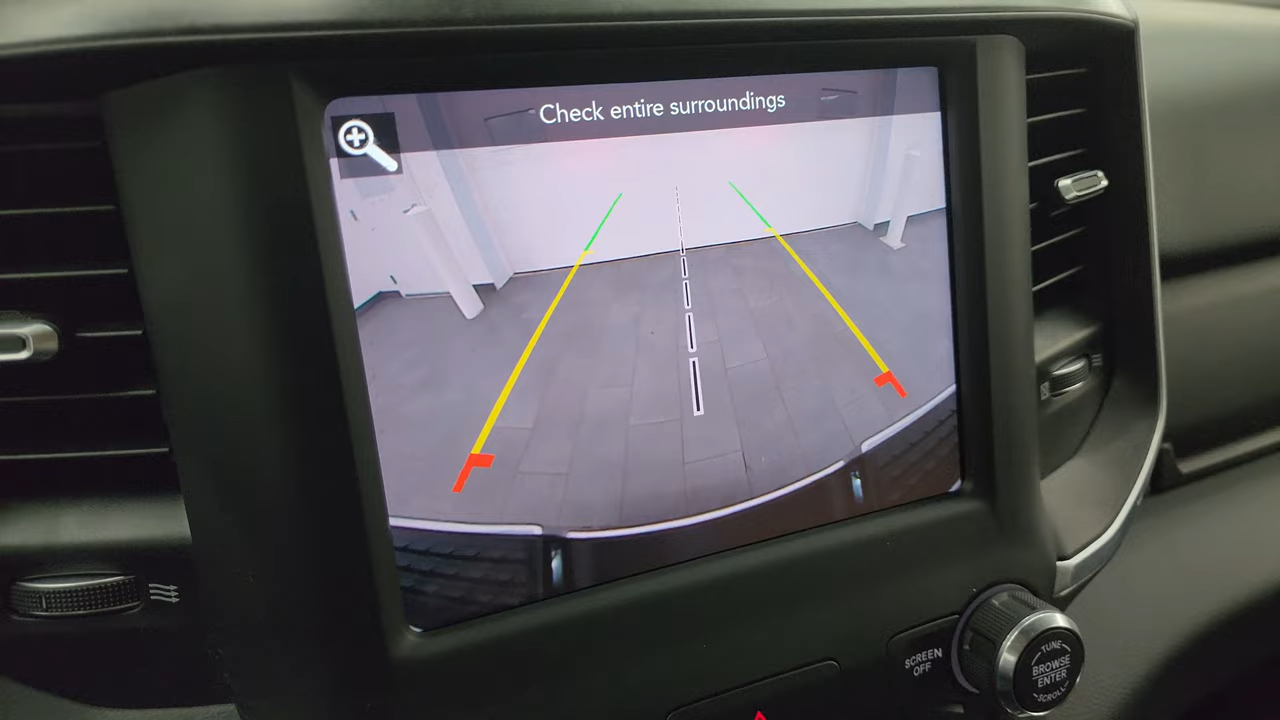 Check entire surroundings
SCREEN
OFF
TUNE
BROWSE
ENTER
SCROLL